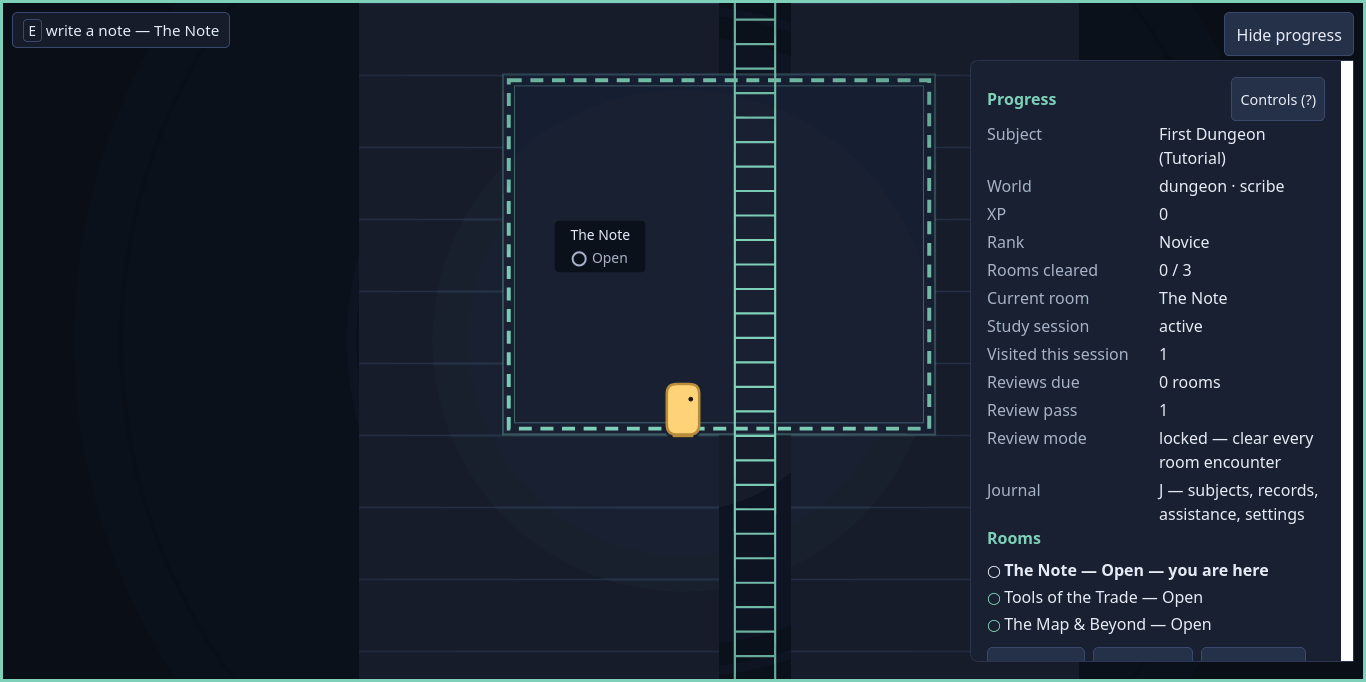 E write a note — The Note
Hide progress
Progress
Controls (?)
Subject First Dungeon
(Tutorial)
World dungeon · scribe
XP 0
Rank Novice
Rooms cleared 0 / 3
Current room The Note
Study session active
Visited this session 1
Reviews due 0 rooms
Review pass 1
Review mode locked — clear every
room encounter
Journal J — subjects, records,
assistance, settings
Rooms
The Note — Open — you are here
Tools of the Trade — Open
The Map & Beyond — Open
The Note
Open